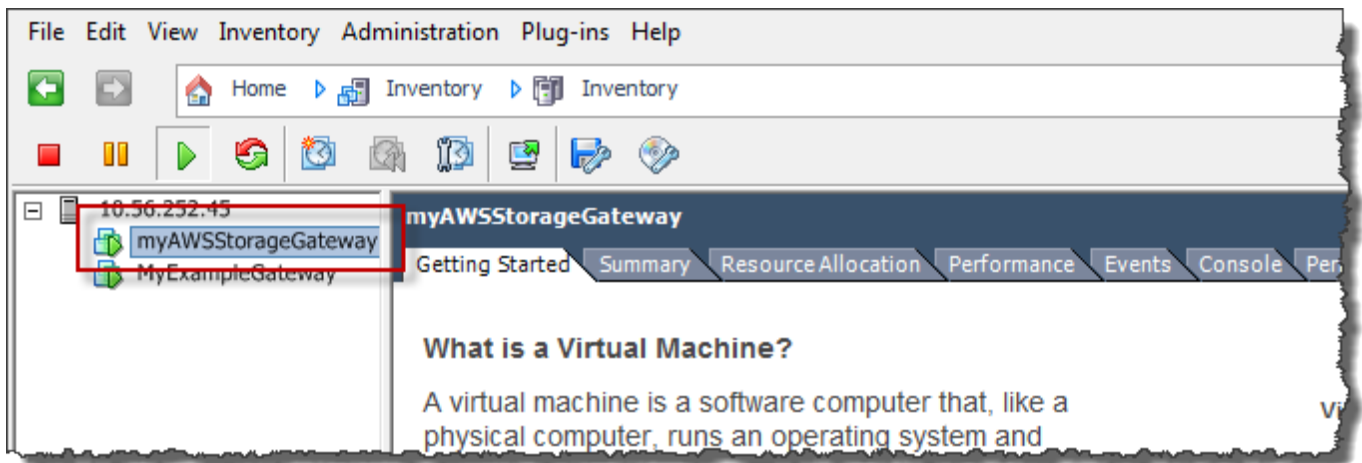 File Edit View Inventory Administration Plug-ins Help
Home Inventory Inventory
10.56.252.45
myAWSStorageGateway
MyExampleGateway
myAWSStorageGateway
Getting Started Summary Resource Allocation Performance Events Console
What is a Virtual Machine?
A virtual machine is a software computer that, like a
physical computer, runs an operating system and